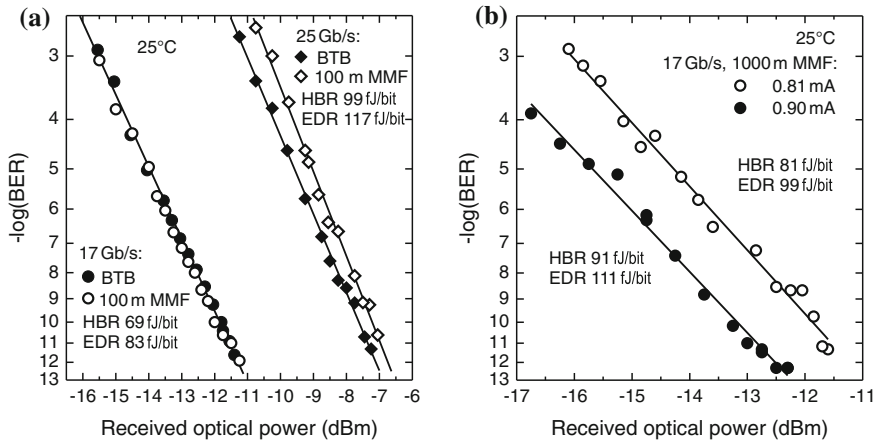 (a)
25°C
25 Gb/s:
BTB
100 m MMF
HBR 99 fJ/bit
EDR 117 fJ/bit
17 Gb/s:
BTB
100 m MMF
HBR 69 fJ/bit
EDR 83 fJ/bit
-log(BER)
3
4
5
6
7
8
9
10
11
12
13
-16 -15 -14 -13 -12 -11 -10 -9 -8 -7 -6
Received optical power (dBm)
(b)
25°C
17 Gb/s, 1000 m MMF:
0.81 mA
0.90 mA
HBR 81 fJ/bit
EDR 99 fJ/bit
HBR 91 fJ/bit
EDR 111 fJ/bit
-log(BER)
3
4
5
6
7
8
9
10
11
12
13
-17 -16 -15 -14 -13 -12 -11
Received optical power (dBm)